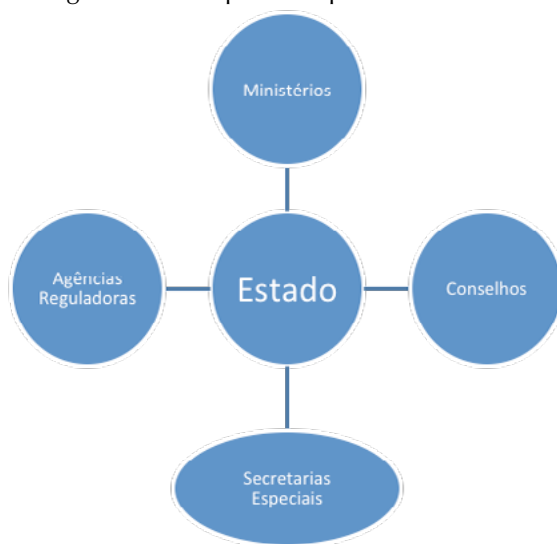 Ministérios
Agências
Reguladoras
Estado
Conselhos
Secretarias
Especiais